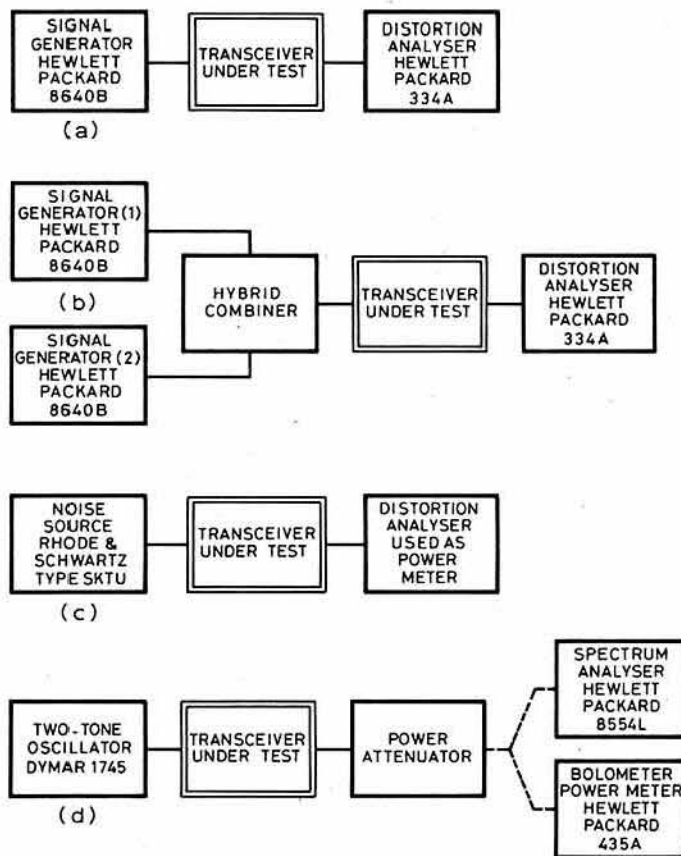 SIGNAL
GENERATOR
HEWLETT
PACKARD
8640B
TRANSCEIVER
UNDER TEST
DISTORTION
ANALYSER
HEWLETT
PACKARD
334A
(a)
SIGNAL
GENERATOR(1)
HEWLETT
PACKARD
8640B
(b)
SIGNAL
GENERATOR (2)
HEWLETT
PACKARD
8640B
HYBRID
COMBINER
TRANSCEIVER
UNDER TEST
DISTORTION
ANALYSER
HEWLETT
PACKARD
334A
NOISE
SOURCE
RHODE &
SCHWARTZ
TYPE SKTU
TRANSCEIVER
UNDER TEST
DISTORTION
ANALYSER
USED AS
POWER
METER
(c)
TWO-TONE
OSCILLATOR
DYMAR 1745
TRANSCEIVER
UNDER TEST
POWER
ATTENUATOR
SPECTRUM
ANALYSER
HEWLETT
PACKARD
8554L
BOLOMETER
POWER METER
HEWLETT
PACKARD
435A
(d)